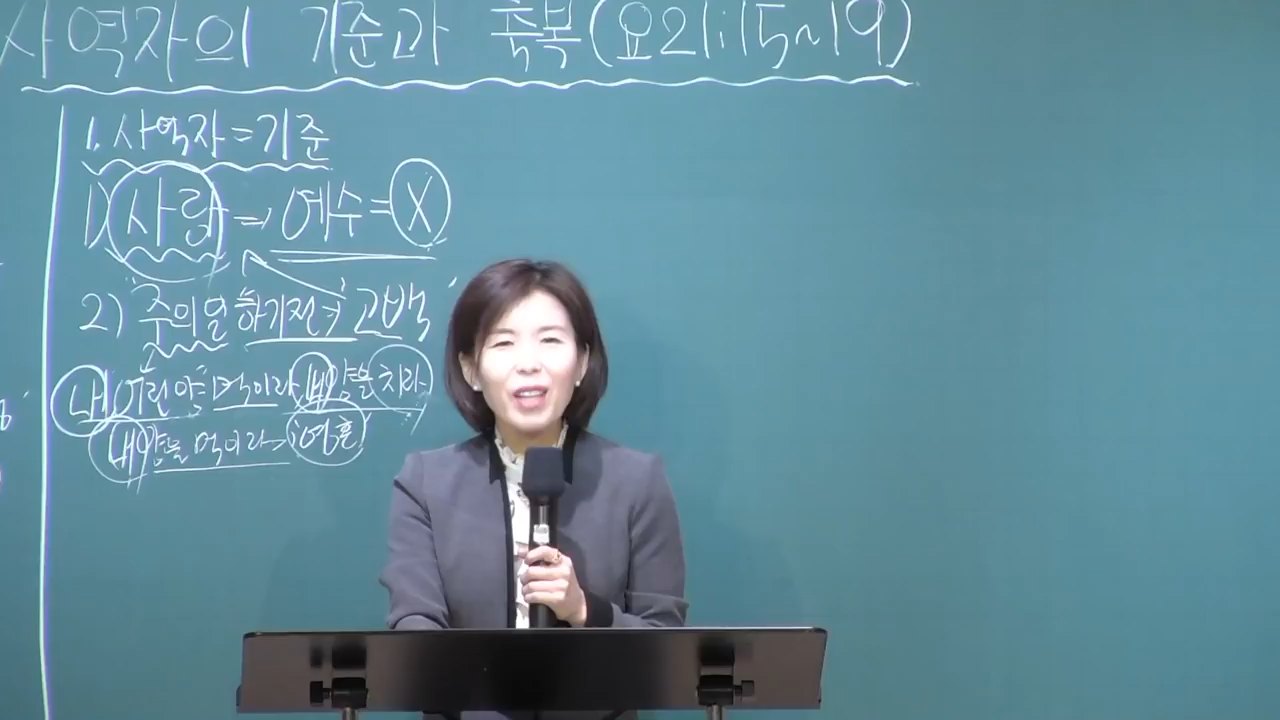 사역자의 기준과 축복(요21:15~19)
1. 사역자=기준
1) 사랑⇒예수=X
2) "주의일 하기전 고백"
내 어린양 먹이라 내양을 치라
내양을 먹이라→영혼